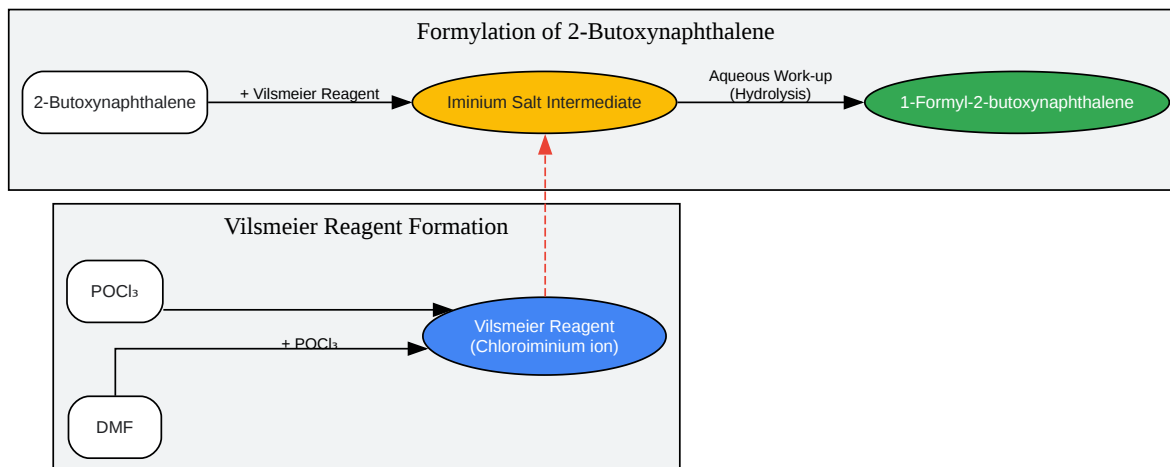 Formylation of 2-Butoxynaphthalene
2-Butoxynaphthalene
+ Vilsmeier Reagent
Iminium Salt Intermediate
Aqueous Work-up
(Hydrolysis)
1-Formyl-2-butoxynaphthalene
Vilsmeier Reagent Formation
POCl₃
+ POCl₃
Vilsmeier Reagent
(Chloroiminium ion)
DMF